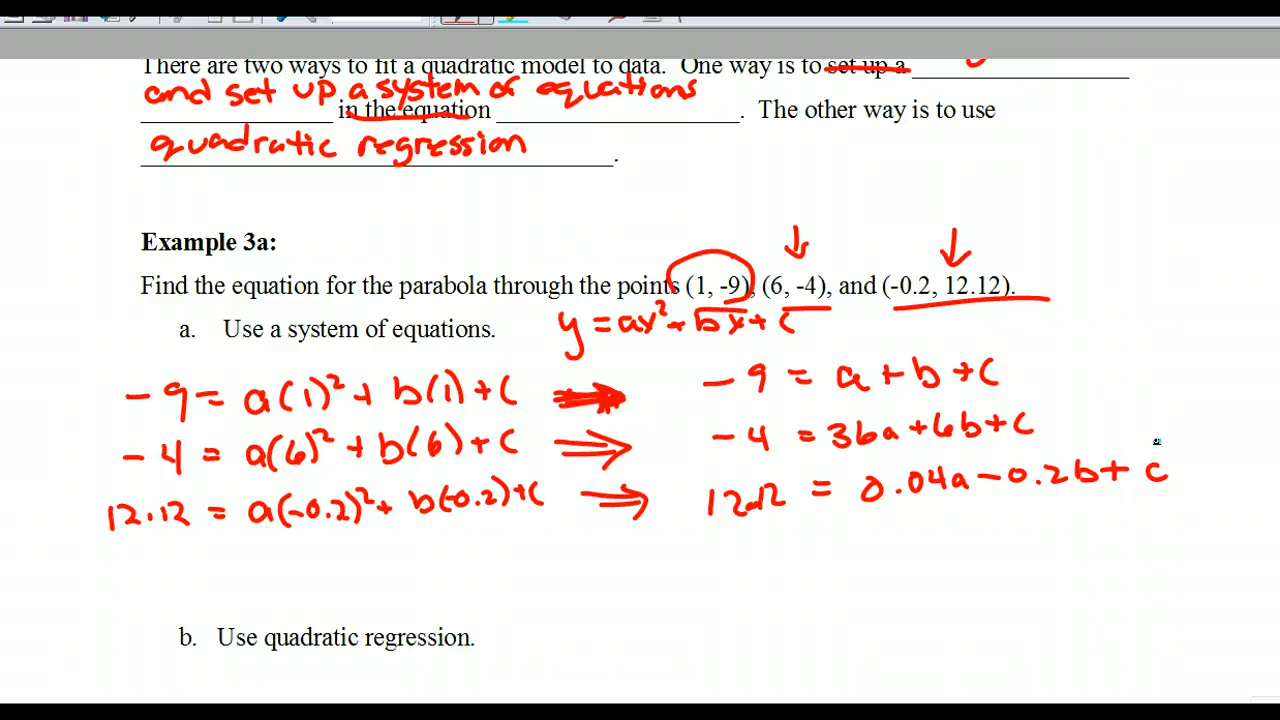 There are two ways to fit a quadratic model to data. One way is to set up a
and set up a system of equations
in the equation . The other way is to use
quadratic regression .
Example 3a:
Find the equation for the parabola through the points (1, -9), (6, -4), and (-0.2, 12.12).
a. Use a system of equations. y = ax² + bx + c
-9 = a(1)² + b(1) + c -9 = a + b + c
-4 = a(6)² + b(6) + c ⇒ -4 = 36a + 6b + c
12.12 = a(-0.2)² + b(-0.2) + c ⇒ 12.12 = 0.04a - 0.2b + c
b. Use quadratic regression.